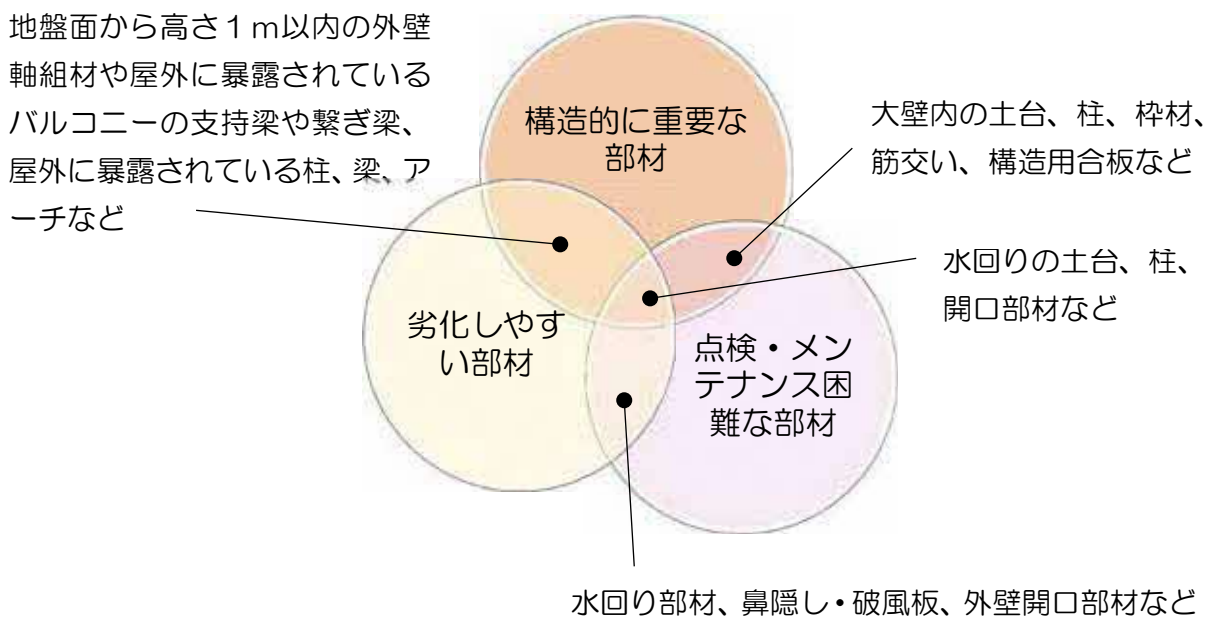 地盤面から高さ１ｍ以内の外壁
軸組材や屋外に暴露されている
バルコニーの支持梁や繋ぎ梁、
屋外に暴露されている柱、梁、ア
ーチなど
構造的に重要な
部材
大壁内の土台、柱、枠材、
筋交い、構造用合板など
水回りの土台、柱、
開口部材など
劣化しやす
い部材
点検・メン
テナンス困
難な部材
水回り部材、鼻隠し・破風板、外壁開口部材など